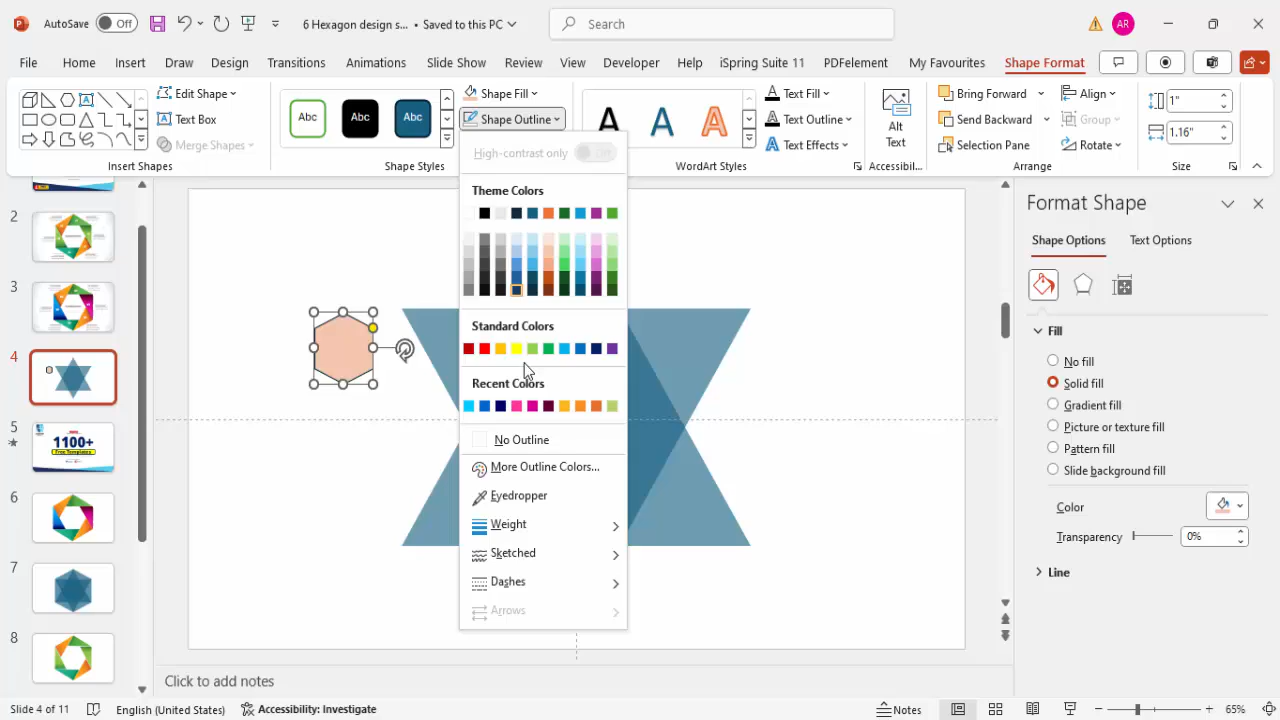 AutoSave Off 6 Hexagon design s... • Saved to this PC Search AR
File Home Insert Draw Design Transitions Animations Slide Show Review View Developer Help iSpring Suite 11 PDFelement My Favourites Shape Format
Edit Shape
Text Box
Merge Shapes
Insert Shapes
Abc Abc Abc
Shape Fill
Shape Outline
Shape Styles
A A A
Text Fill
Text Outline
Text Effects
WordArt Styles
Alt
Text
Accessibil...
Bring Forward
Send Backward
Selection Pane
Align
Group
Rotate
Arrange
1"
1.16"
Size
High-contrast only Off
Theme Colors
Standard Colors
Recent Colors
No Outline
More Outline Colors...
Eyedropper
Weight
Sketched
Dashes
Arrows
2
3
4
5
1100+
6
7
8
Format Shape
Shape Options Text Options
Fill
No fill
Solid fill
Gradient fill
Picture or texture fill
Pattern fill
Slide background fill
Color
Transparency 0%
Line
Click to add notes
Slide 4 of 11 English (United States) Accessibility: Investigate Notes 65%